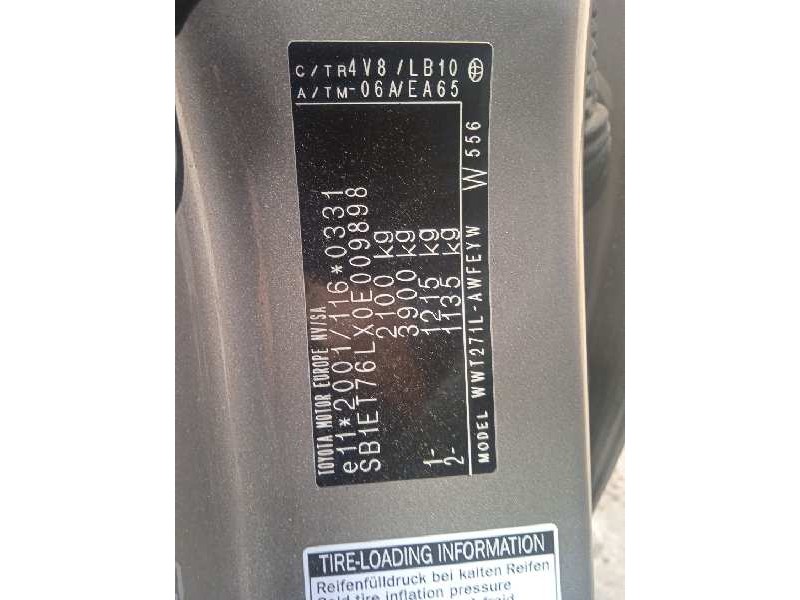 C/TR 4V8 /LB10
A/TM -06A/EA65
TOYOTA MOTOR EUROPE NV/SA
e11*2001/116*0331
SB1ET76LX0E009898
2100 kg
3900 kg
1- 1215 kg
2- 1135 kg
MODEL WWT271L-AWFEYW W 556
TIRE-LOADING INFORMATION
Reifenfülldruck bei kalten Reifen
Cold tire inflation pressure